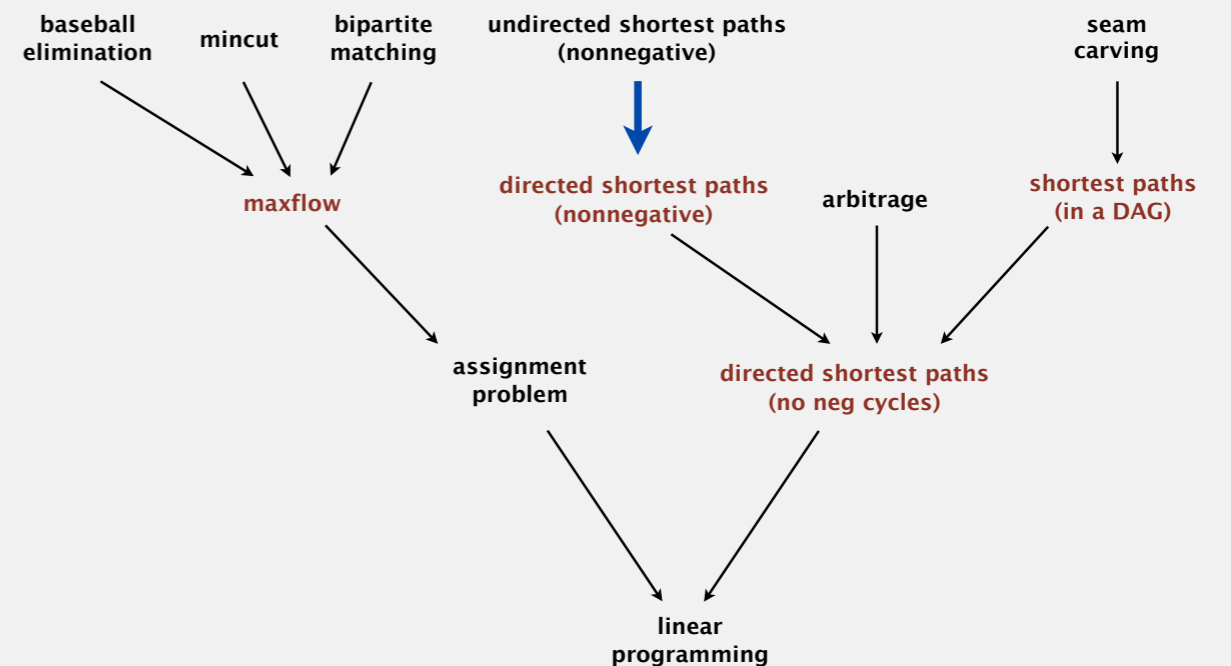 baseball
elimination
mincut
bipartite
matching
undirected shortest paths
(nonnegative)
seam
carving
maxflow
directed shortest paths
(nonnegative)
arbitrage
shortest paths
(in a DAG)
assignment
problem
directed shortest paths
(no neg cycles)
linear
programming